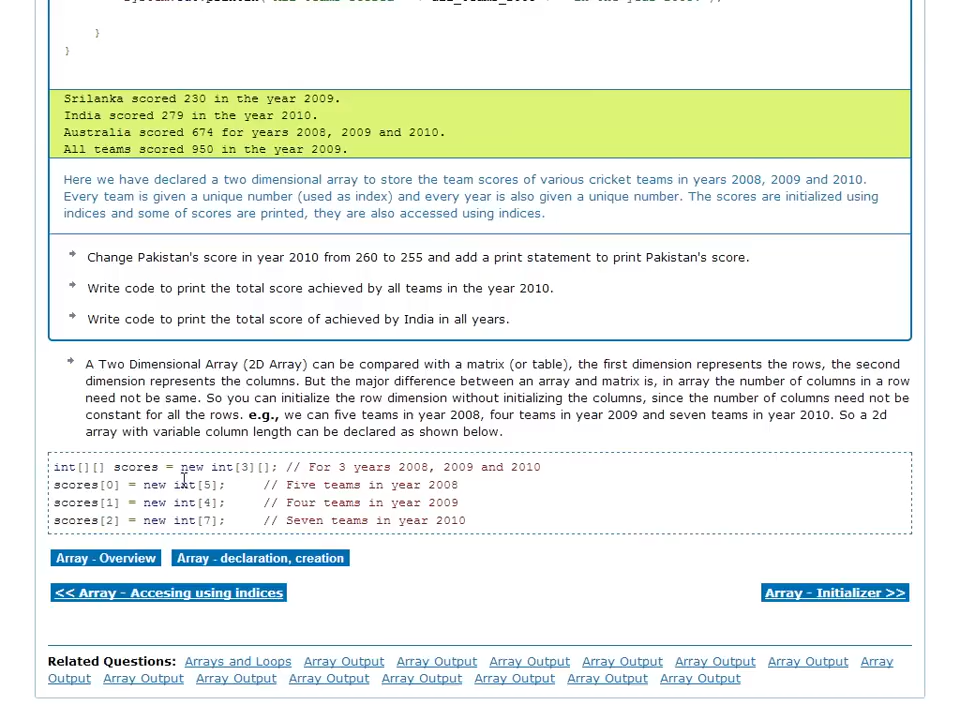 }
}
Srilanka scored 230 in the year 2009.
India scored 279 in the year 2010.
Australia scored 674 for years 2008, 2009 and 2010.
All teams scored 950 in the year 2009.
Here we have declared a two dimensional array to store the team scores of various cricket teams in years 2008, 2009 and 2010.
Every team is given a unique number (used as index) and every year is also given a unique number. The scores are initialized using
indices and some of scores are printed, they are also accessed using indices.
Change Pakistan's score in year 2010 from 260 to 255 and add a print statement to print Pakistan's score.
Write code to print the total score achieved by all teams in the year 2010.
Write code to print the total score of achieved by India in all years.
A Two Dimensional Array (2D Array) can be compared with a matrix (or table), the first dimension represents the rows, the second
dimension represents the columns. But the major difference between an array and matrix is, in array the number of columns in a row
need not be same. So you can initialize the row dimension without initializing the columns, since the number of columns need not be
constant for all the rows. e.g., we can five teams in year 2008, four teams in year 2009 and seven teams in year 2010. So a 2d
array with variable column length can be declared as shown below.
int[][] scores = new int[3][]; // For 3 years 2008, 2009 and 2010
scores[0] = new int[5]; // Five teams in year 2008
scores[1] = new int[4]; // Four teams in year 2009
scores[2] = new int[7]; // Seven teams in year 2010
Array - Overview Array - declaration, creation
<< Array - Accesing using indices Array - Initializer >>
Related Questions: Arrays and Loops Array Output Array Output Array Output Array Output Array Output Array Output Array
Output Array Output Array Output Array Output Array Output Array Output Array Output Array Output